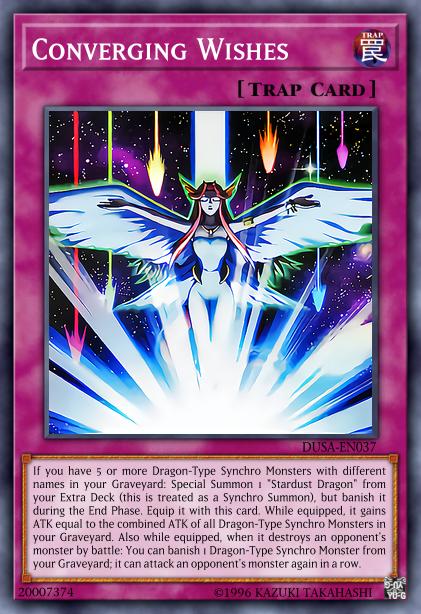 CONVERGING WISHES
TRAP
罠
[TRAP CARD]
DUSA-EN037
If you have 5 or more Dragon-Type Synchro Monsters with different
names in your Graveyard: Special Summon 1 "Stardust Dragon" from
your Extra Deck (this is treated as a Synchro Summon), but banish it
during the End Phase. Equip it with this card. While equipped, it gains
ATK equal to the combined ATK of all Dragon-Type Synchro Monsters in
your Graveyard. Also while equipped, when it destroys an opponent's
monster by battle: You can banish 1 Dragon-Type Synchro Monster from
your Graveyard; it can attack an opponent's monster again in a row.
20007374
©1996 KAZUKI TAKAHASHI